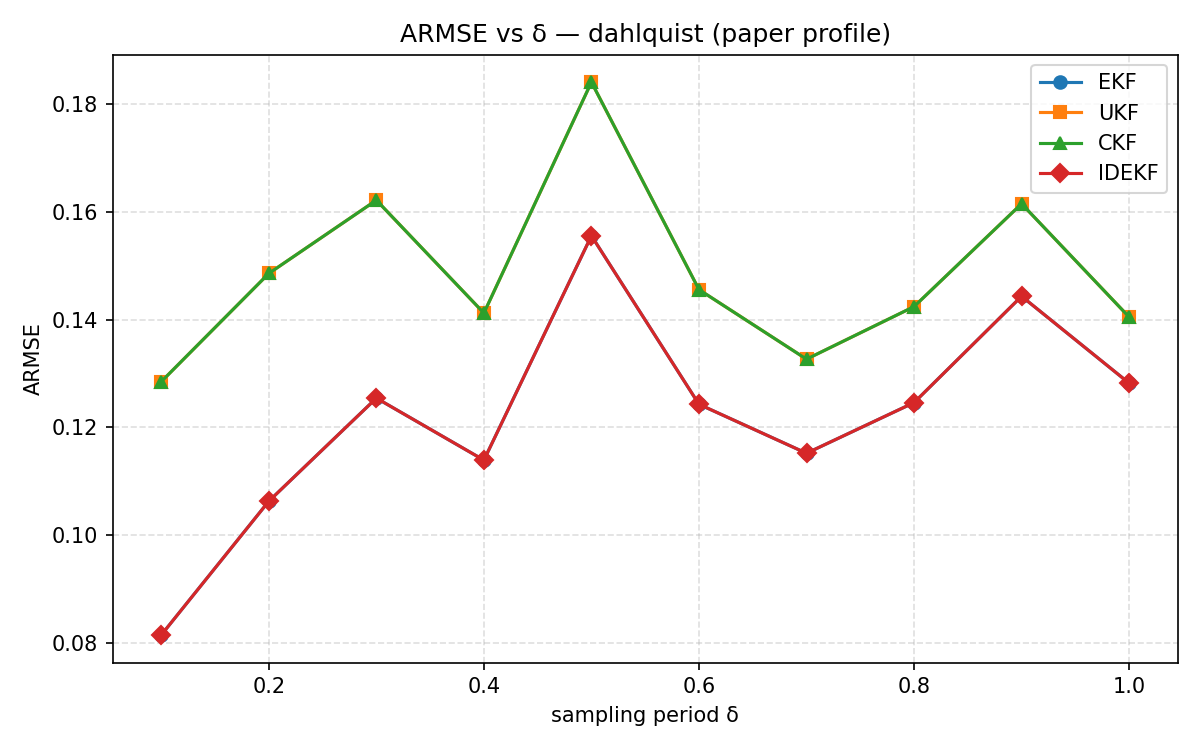 ARMSE vs δ — dahlquist (paper profile)
EKF
UKF
CKF
IDEKF
ARMSE
0.18
0.16
0.14
0.12
0.10
0.08
0.2 0.4 0.6 0.8 1.0
sampling period δ